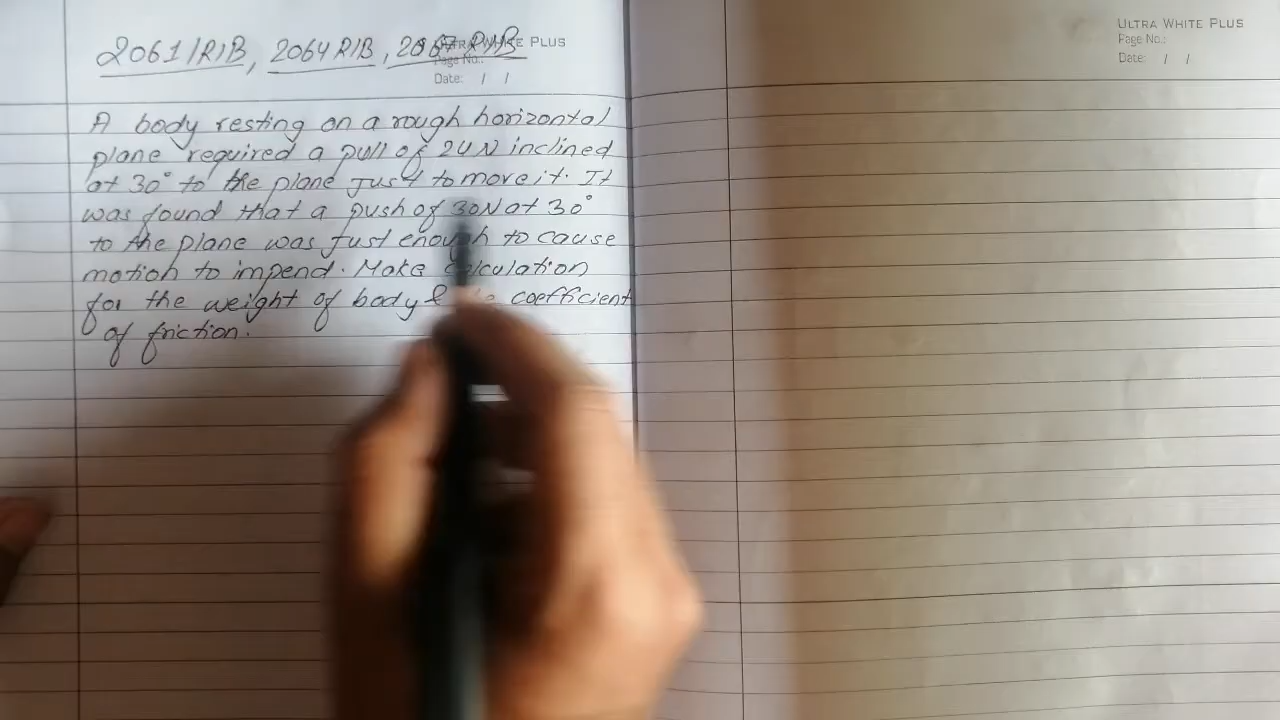 2061/R/B, 2064 R/B, 2067 R/B
ULTRA WHITE PLUS
Page No.:
Date: / /
A body resting on a rough horizontal
plane required a pull of 24N inclined
at 30° to the plane Just to move it. It
was found that a push of 30N at 30°
to the plane was Just enough to cause
motion to impend. Make calculation
for the weight of body & coefficient
of friction.
ULTRA WHITE PLUS
Page No.:
Date: / /